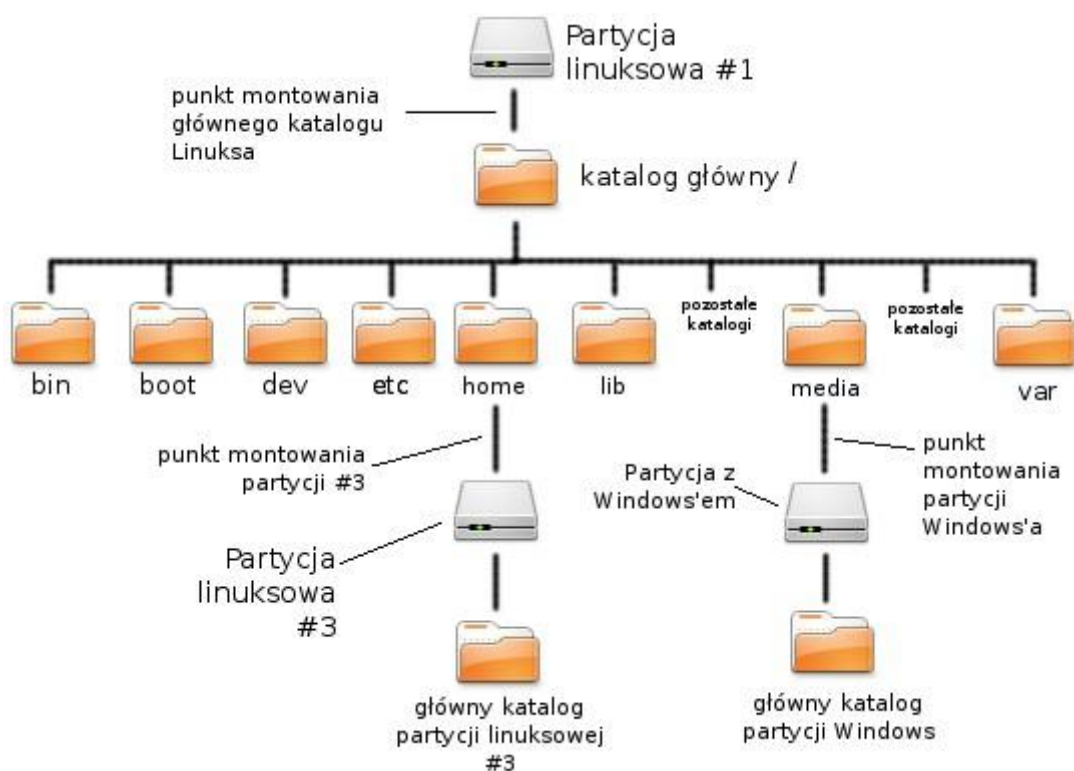 Partycja
linuksowa #1
punkt montowania
głównego katalogu
Linuksa
katalog główny /
pozostałe
katalogi
pozostałe
katalogi
bin
boot
dev
etc
home
lib
media
var
punkt montowania
partycji #3
Partycja z
Windows'em
punkt
montowania
partycji
Windows'a
Partycja
linuksowa
#3
główny katalog
partycji linuksowej
#3
główny katalog
partycji Windows